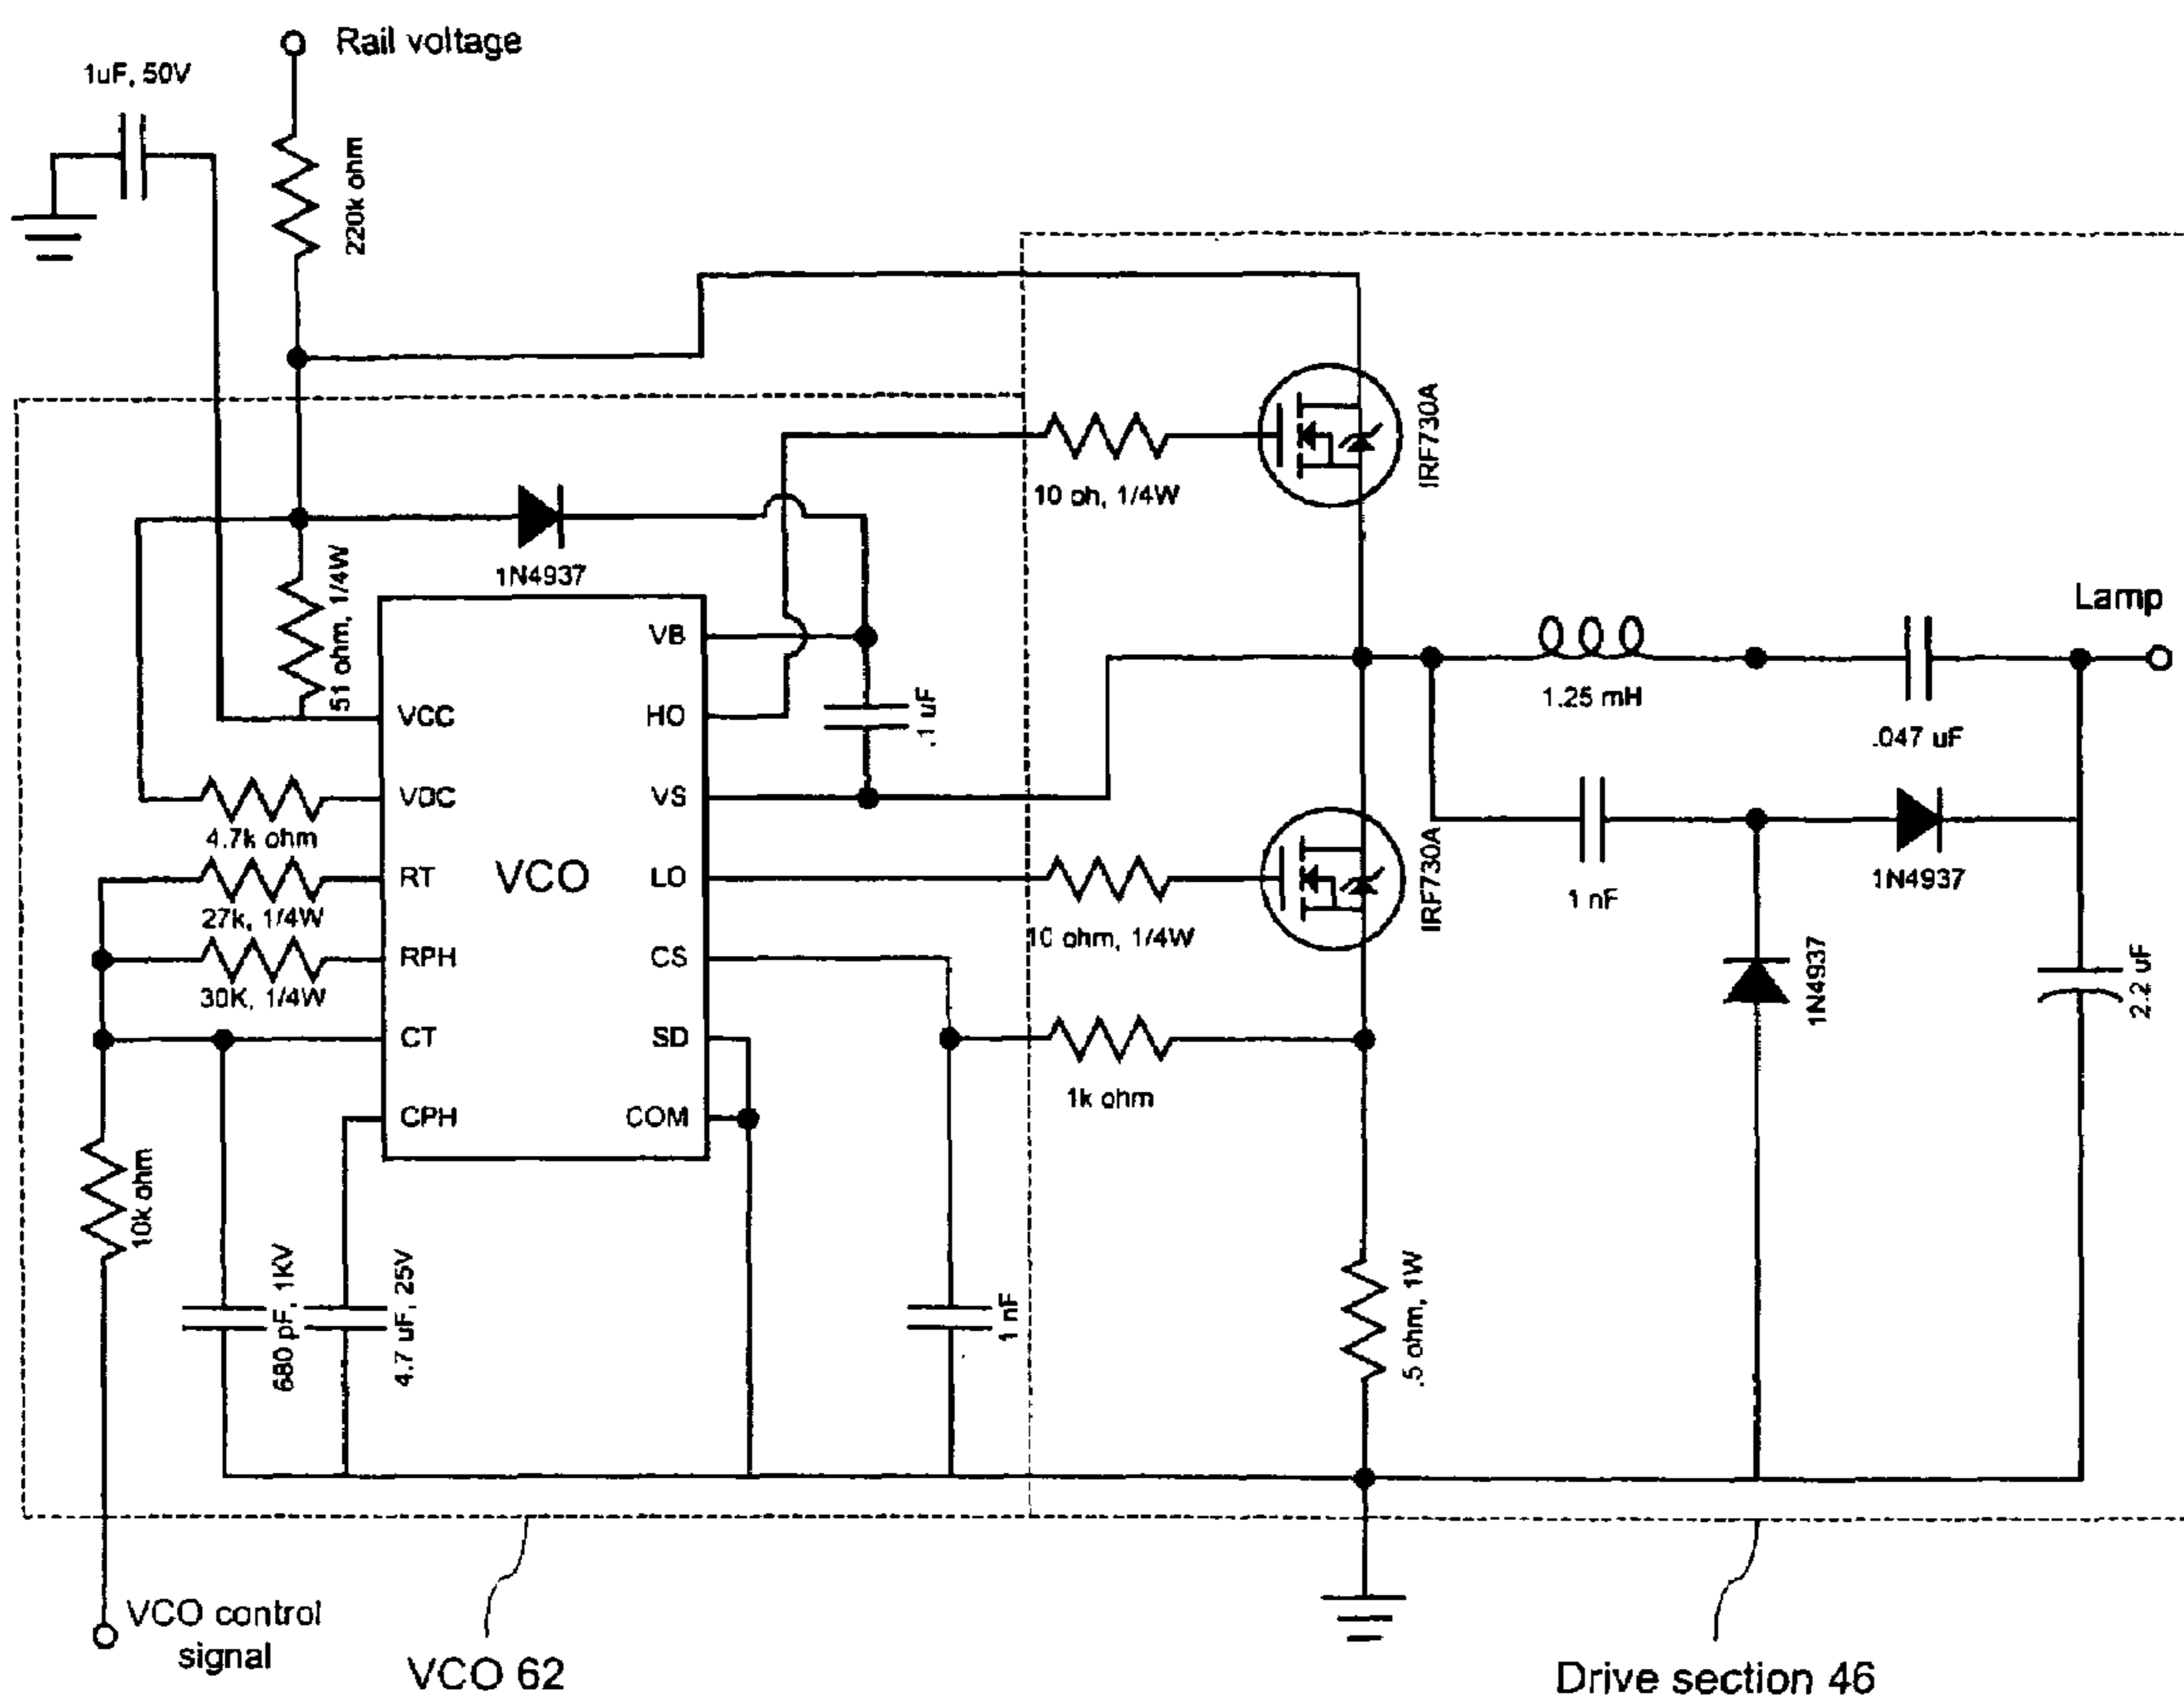 Rail voltage
1uF, 50V
220k ohm
10 oh, 1/4W
IRF730A
1N4937
51 ohm, 1/4W
VB
Lamp
VCC
HO
.1 uF
1.25 mH
.047 uF
VDC
VS
4.7k ohm
RT
VCO
LO
IRF730A
1 nF
1N4937
27k, 1/4W
10 ohm, 1/4W
RPH
CS
30K, 1/4W
1N4937
2.2 uF
CT
SD
1k ohm
CPH
COM
10k ohm
680 pF, 1KV
4.7 uF, 25V
1 nF
.5 ohm, 1W
VCO control
signal
VCO 62
Drive section 46